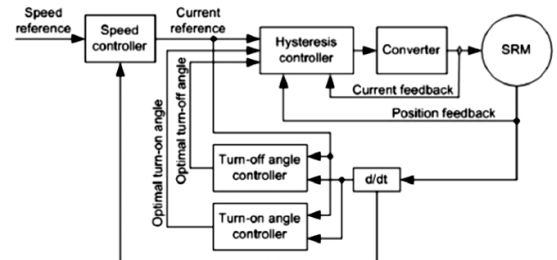 Speed
reference
Speed
controller
Current
reference
Hysteresis
controller
Converter
SRM
Current feedback
Position feedback
Optimal turn-on angle
Optimal turn-off angle
Turn-off angle
controller
d/dt
Turn-on angle
controller